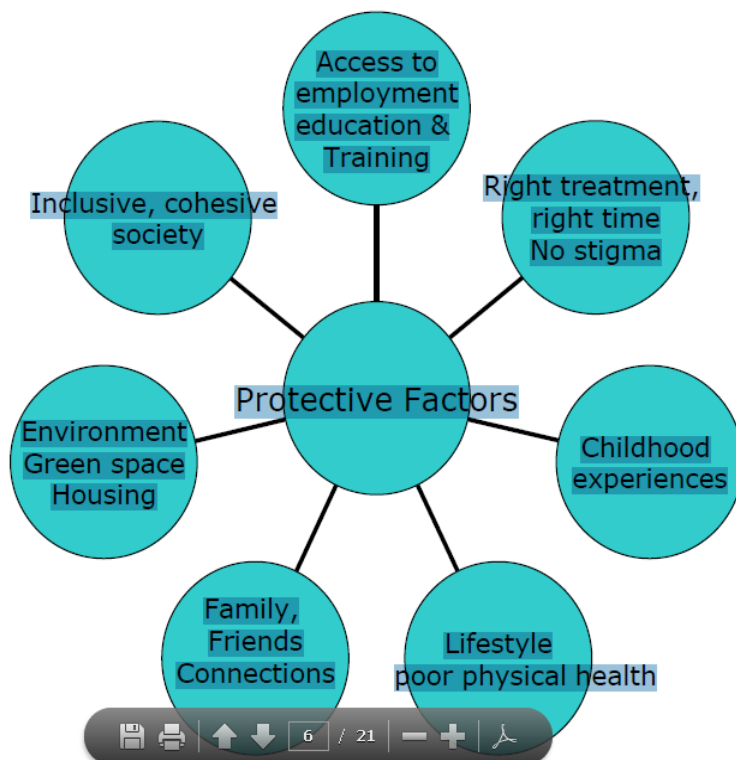 Access to
employment
education &
Training
Right treatment,
right time
No stigma
Inclusive, cohesive
society
Protective Factors
Environment
Green space
Housing
Childhood
experiences
Family,
Friends
Connections
Lifestyle
poor physical health
6 / 21